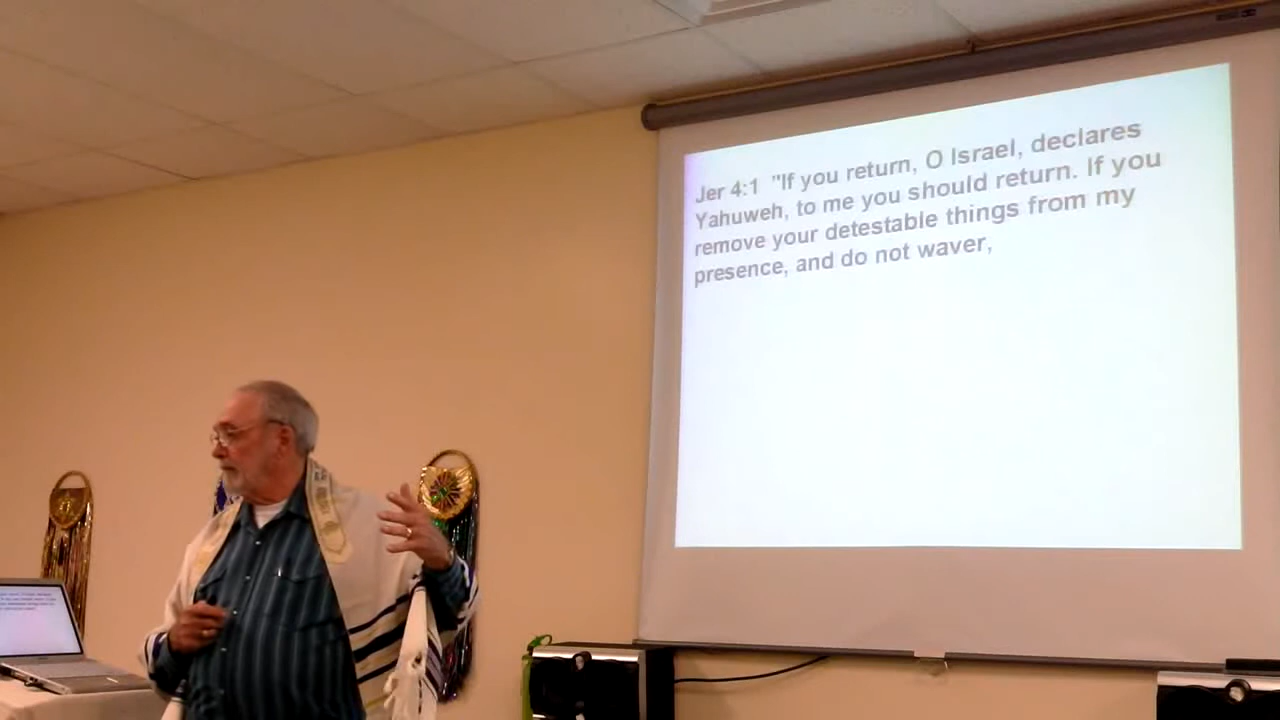 Jer 4:1 "If you return, O Israel, declares
Yahuweh, to me you should return. If you
remove your detestable things from my
presence, and do not waver,